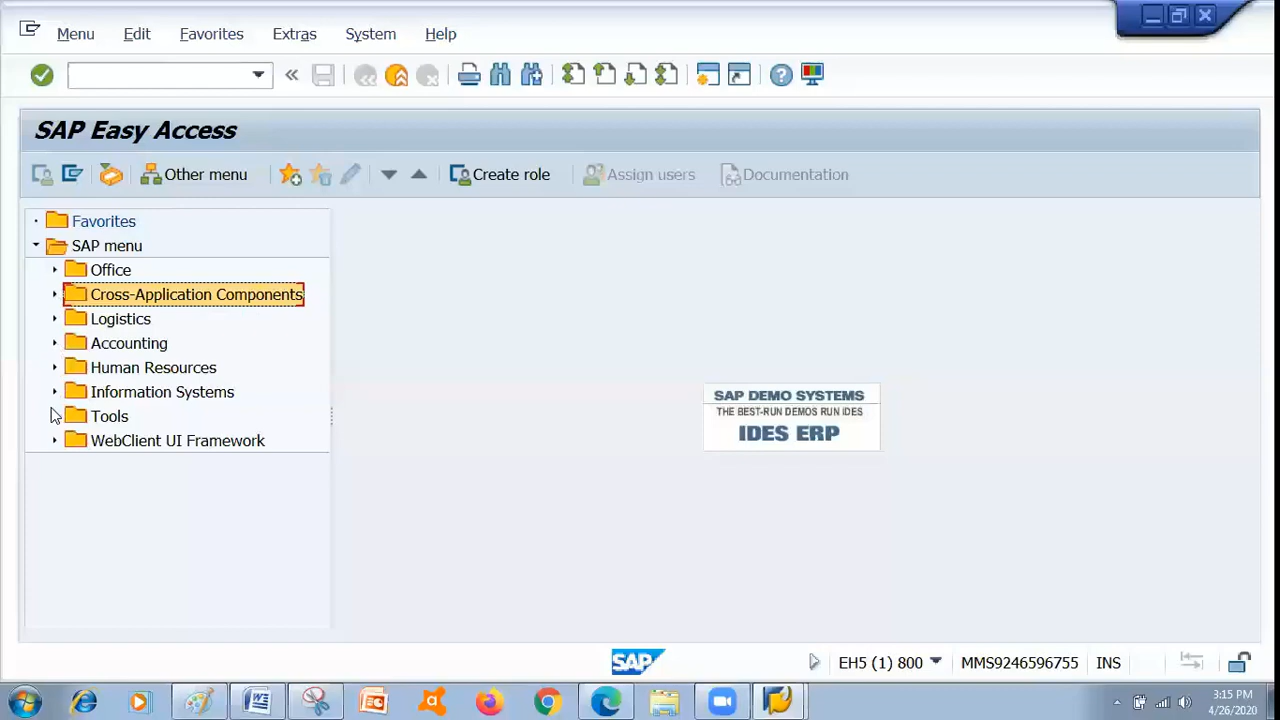 Menu Edit Favorites Extras System Help
SAP Easy Access
Other menu Create role Assign users Documentation
Favorites
SAP menu
Office
Cross-Application Components
Logistics
Accounting
Human Resources
Information Systems
Tools
WebClient UI Framework
SAP DEMO SYSTEMS
THE BEST-RUN DEMOS RUN IDES
IDES ERP
SAP EH5 (1) 800 MMS9246596755 INS
3:15 PM
4/26/2020